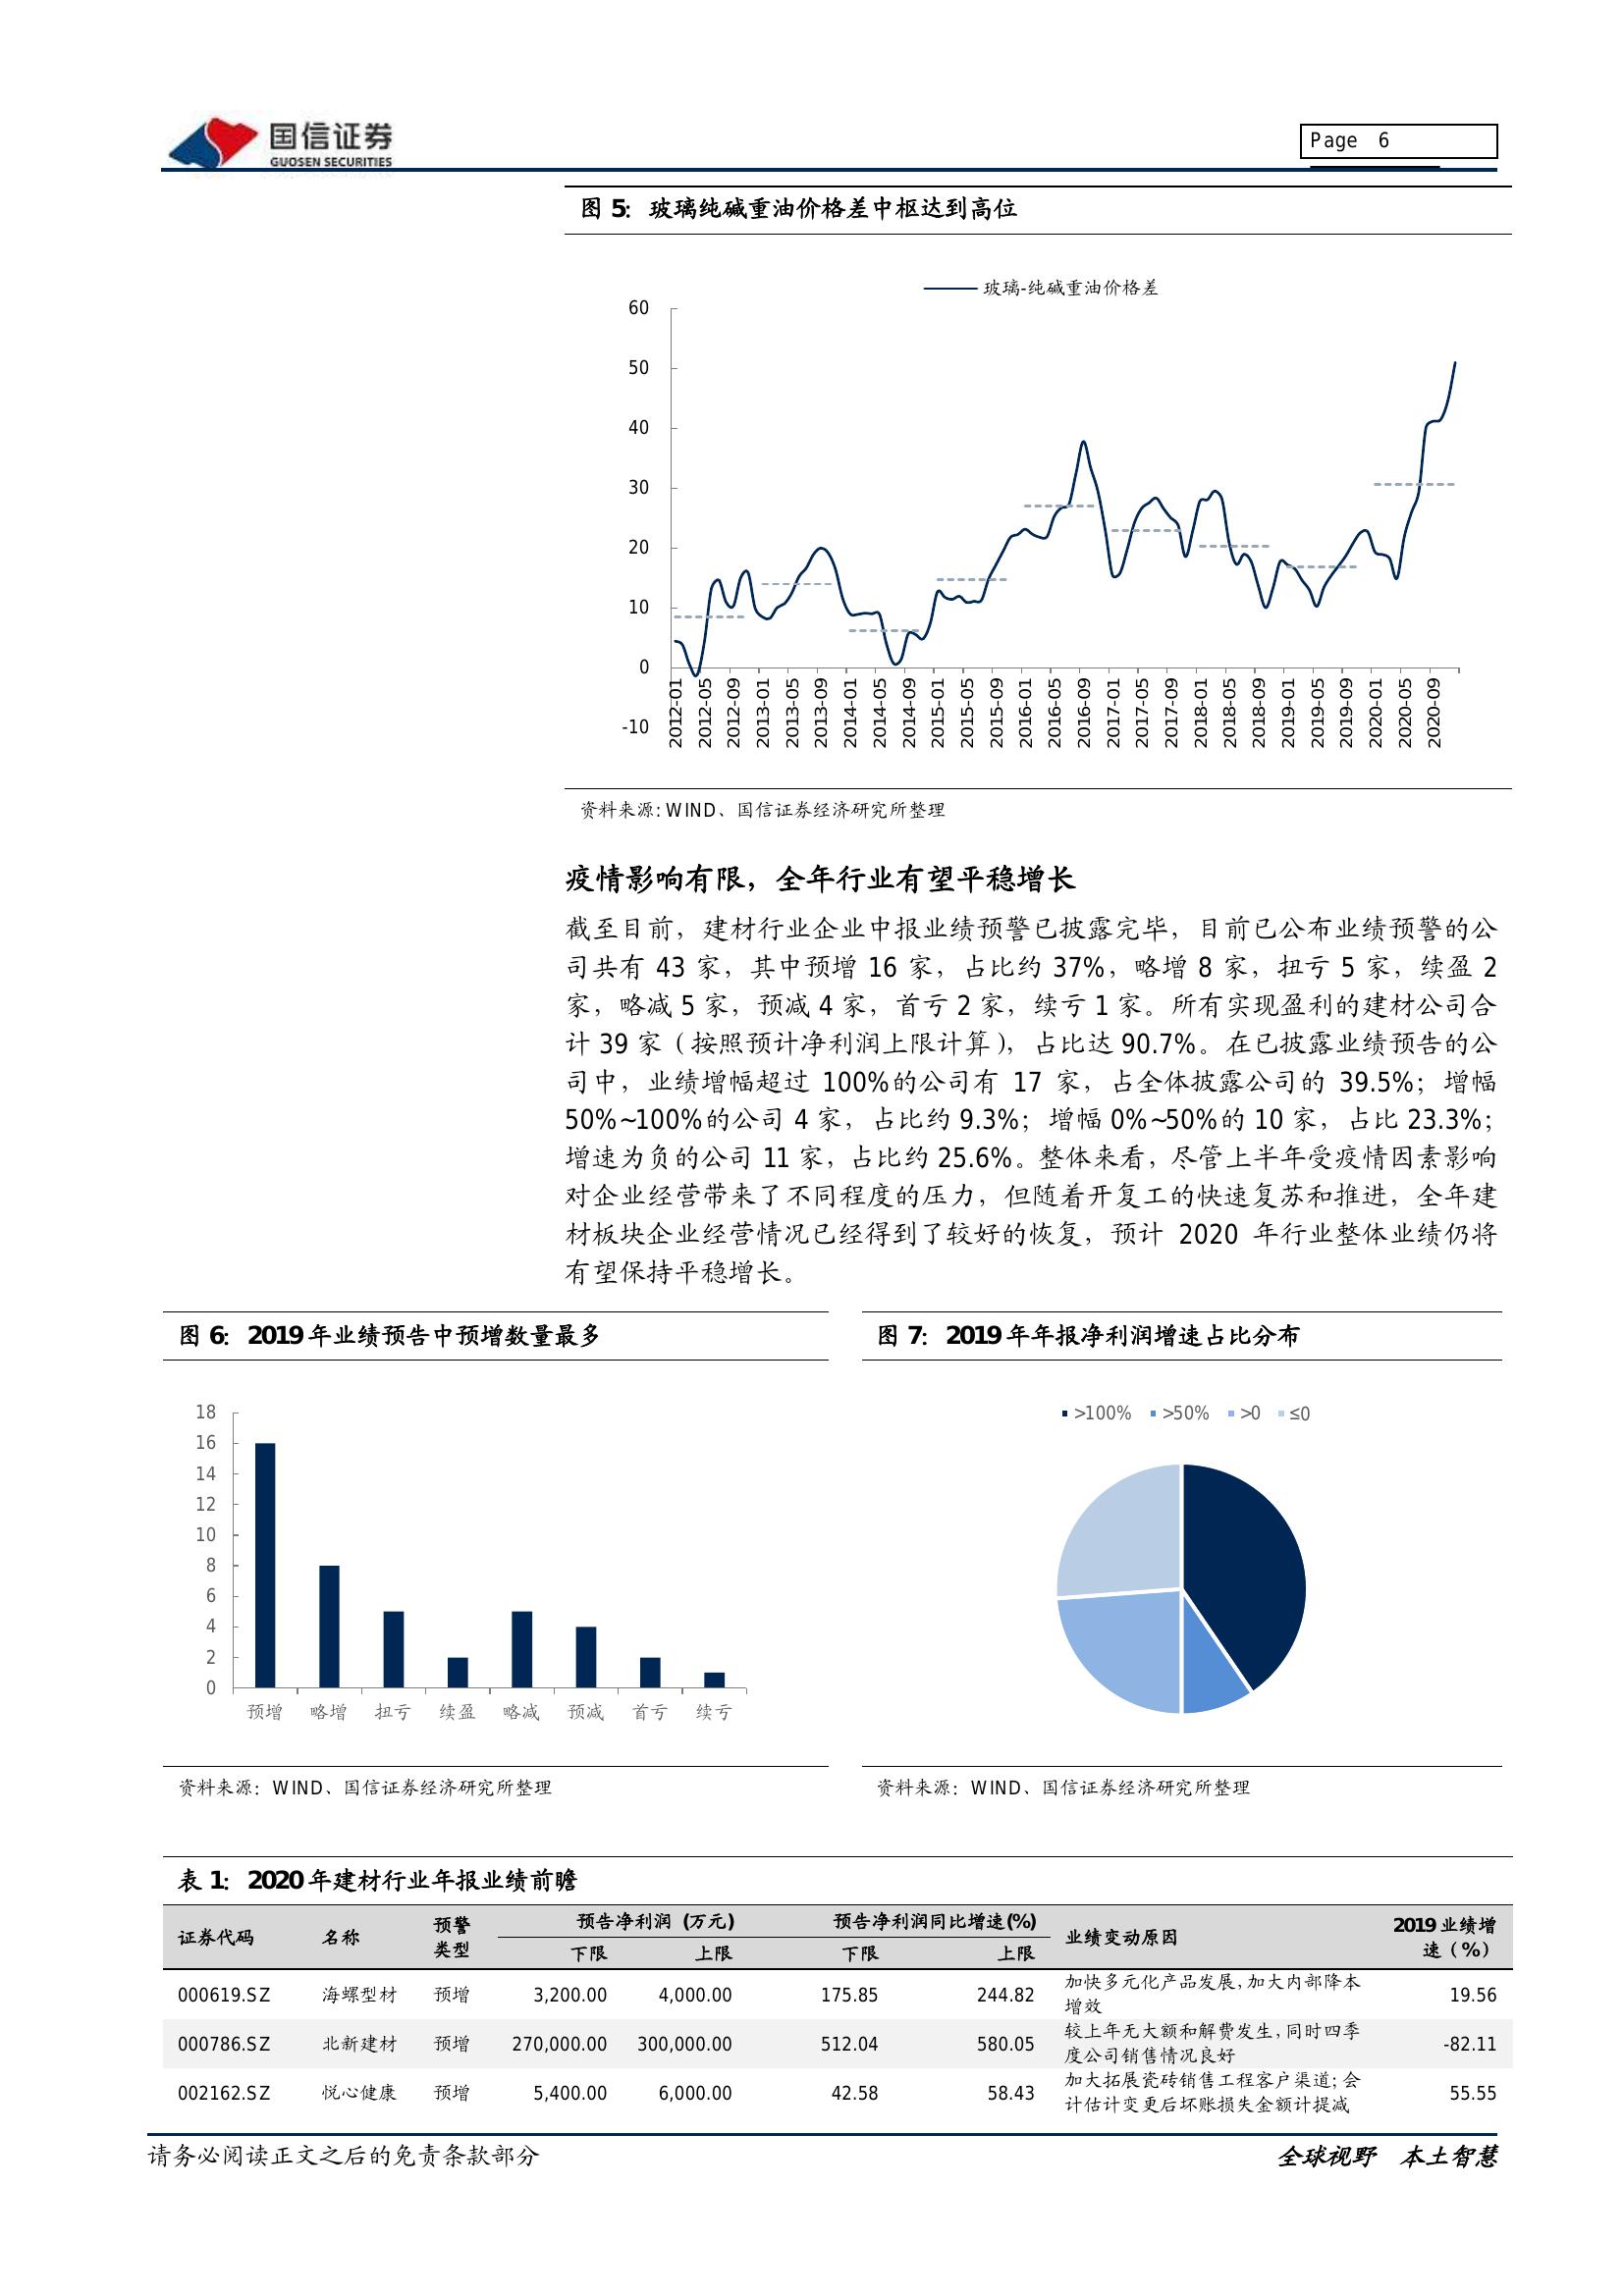 国信证券
GUOSEN SECURITIES
Page 6
图 5：玻璃纯碱重油价格差中枢达到高位
玻璃-纯碱重油价格差
60
50
40
30
20
10
0
-10
2012-01
2012-05
2012-09
2013-01
2013-05
2013-09
2014-01
2014-05
2014-09
2015-01
2015-05
2015-09
2016-01
2016-05
2016-09
2017-01
2017-05
2017-09
2018-01
2018-05
2018-09
2019-01
2019-05
2019-09
2020-01
2020-05
2020-09
资料来源: WIND、国信证券经济研究所整理
疫情影响有限，全年行业有望平稳增长
截至目前，建材行业企业中报业绩预警已披露完毕，目前已公布业绩预警的公
司共有 43 家，其中预增 16 家，占比约 37%，略增 8 家，扭亏 5 家，续盈 2
家，略减 5 家，预减 4 家，首亏 2 家，续亏 1 家。所有实现盈利的建材公司合
计 39 家（按照预计净利润上限计算），占比达 90.7%。在已披露业绩预告的公
司中，业绩增幅超过 100%的公司有 17 家，占全体披露公司的 39.5%；增幅
50%~100%的公司 4 家，占比约 9.3%；增幅 0%~50%的 10 家，占比 23.3%；
增速为负的公司 11 家，占比约 25.6%。整体来看，尽管上半年受疫情因素影响
对企业经营带来了不同程度的压力，但随着开复工的快速复苏和推进，全年建
材板块企业经营情况已经得到了较好的恢复，预计 2020 年行业整体业绩仍将
有望保持平稳增长。
图 6：2019 年业绩预告中预增数量最多
18
16
14
12
10
8
6
4
2
0
预增 略增 扭亏 续盈 略减 预减 首亏 续亏
资料来源：WIND、国信证券经济研究所整理
图 7：2019 年年报净利润增速占比分布
>100% >50% >0 ≤0
资料来源：WIND、国信证券经济研究所整理
表 1：2020 年建材行业年报业绩前瞻
证券代码 名称 预警类型 预告净利润（万元） 预告净利润同比增速(%) 业绩变动原因 2019 业绩增速（%）
下限 上限 下限 上限
000619.SZ 海螺型材 预增 3,200.00 4,000.00 175.85 244.82 加快多元化产品发展,加大内部降本增效 19.56
000786.SZ 北新建材 预增 270,000.00 300,000.00 512.04 580.05 较上年无大额和解费发生,同时四季度公司销售情况良好 -82.11
002162.SZ 悦心健康 预增 5,400.00 6,000.00 42.58 58.43 加大拓展瓷砖销售工程客户渠道;会计估计变更后坏账损失金额计提减 55.55
请务必阅读正文之后的免责条款部分
全球视野 本土智慧